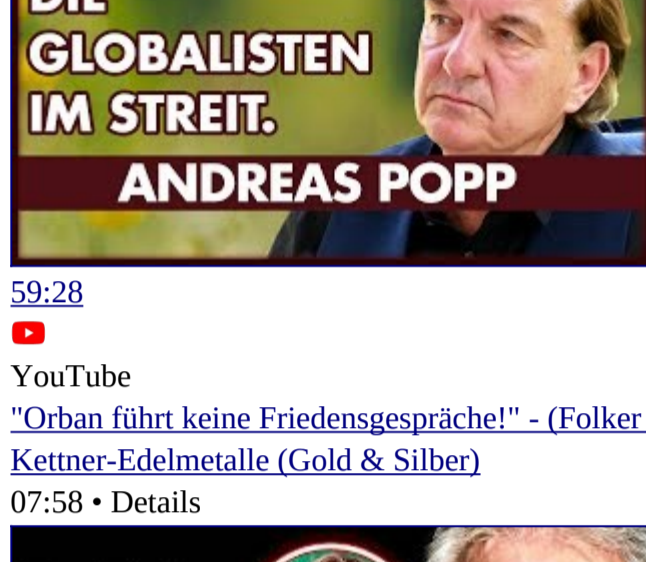 DIE
GLOBALISTEN
IM STREIT.
ANDREAS POPP
59:28
YouTube
"Orban führt keine Friedensgespräche!" - (Folker
Kettner-Edelmetalle (Gold & Silber)
07:58 • Details